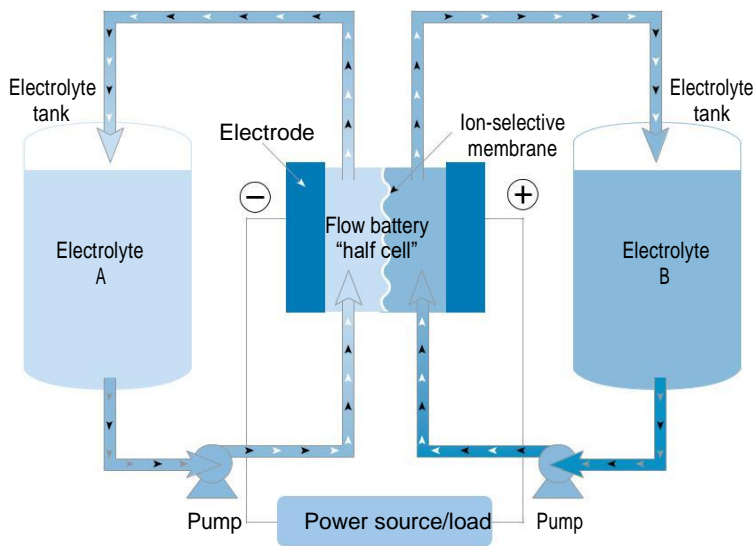 Electrolyte
tank
Electrode
Ion-selective
membrane
Electrolyte
tank
−
+
Electrolyte
A
Flow battery
“half cell”
Electrolyte
B
Pump
Power source/load
Pump